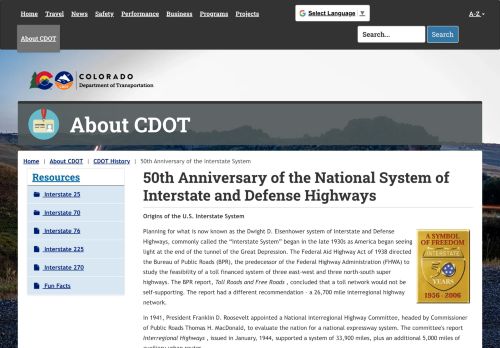 Home Travel News Safety Performance Business Programs Projects
Select Language ▼
A-Z
About CDOT
Search...
Search
COLORADO
Department of Transportation
About CDOT
Home | About CDOT | CDOT History | 50th Anniversary of the Interstate System
Resources
Interstate 25
Interstate 70
Interstate 76
Interstate 225
Interstate 270
Fun Facts
50th Anniversary of the National System of
Interstate and Defense Highways
Origins of the U.S. Interstate System
Planning for what is now known as the Dwight D. Eisenhower system of Interstate and Defense
Highways, commonly called the "Interstate System" began in the late 1930s as America began seeing
light at the end of the tunnel of the Great Depression. The Federal Aid Highway Act of 1938 directed
the Bureau of Public Roads (BPR), the predecessor of the Federal Highway Administration (FHWA) to
study the feasibility of a toll financed system of three east-west and three north-south super
highways. The BPR report, Toll Roads and Free Roads , concluded that a toll network would not be
self-supporting. The report had a different recommendation - a 26,700 mile interregional highway
network.
A SYMBOL
OF FREEDOM
INTERSTATE
50
YEARS
1956 - 2006
In 1941, President Franklin D. Roosevelt appointed a National Interregional Highway Committee, headed by Commissioner
of Public Roads Thomas H. MacDonald, to evaluate the nation for a national expressway system. The committee's report
Interregional Highways , issued in January, 1944, supported a system of 33,900 miles, plus an additional 5,000 miles of
auxiliary urban routes.